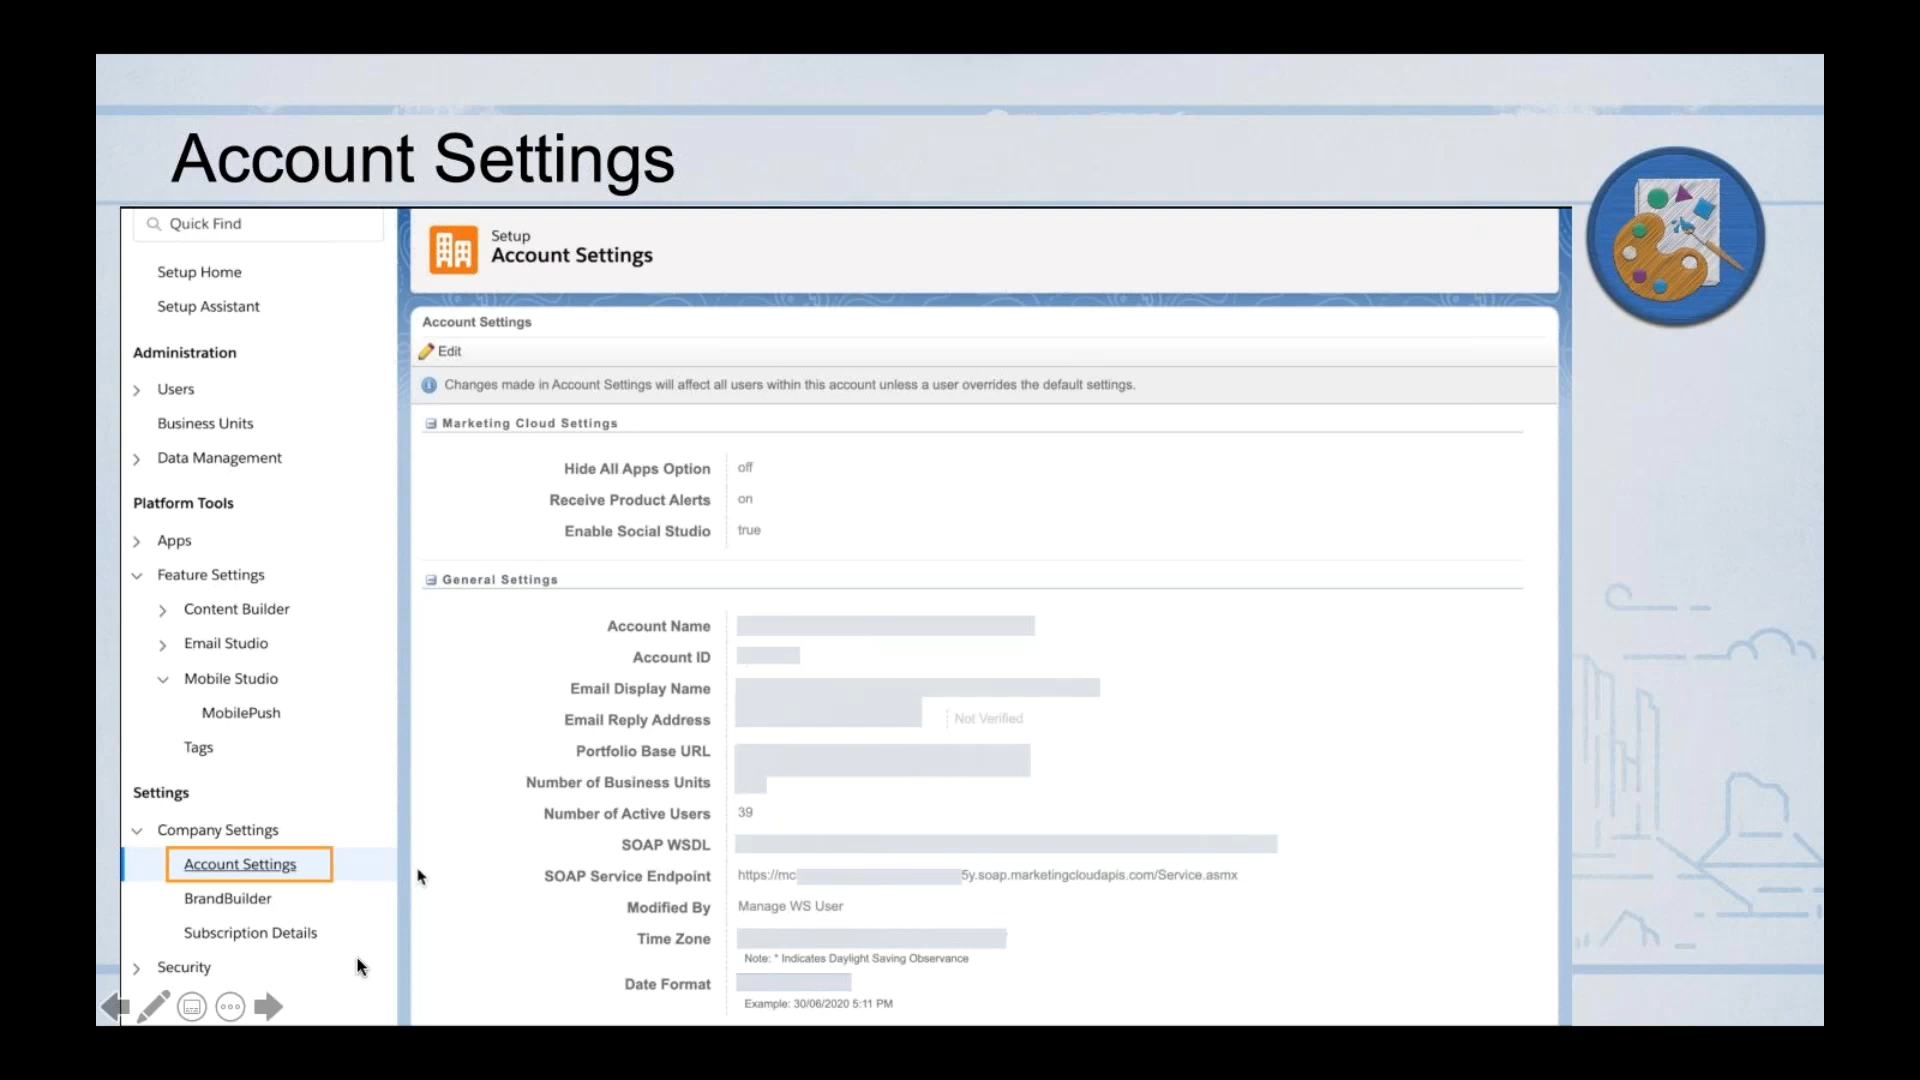 Account Settings
Quick Find
Setup Home
Setup Assistant
Administration
Users
Business Units
Data Management
Platform Tools
Apps
Feature Settings
Content Builder
Email Studio
Mobile Studio
MobilePush
Tags
Settings
Company Settings
Account Settings
BrandBuilder
Subscription Details
Security
Setup
Account Settings
Account Settings
Edit
Changes made in Account Settings will affect all users within this account unless a user overrides the default settings.
Marketing Cloud Settings
Hide All Apps Option off
Receive Product Alerts on
Enable Social Studio true
General Settings
Account Name
Account ID
Email Display Name
Email Reply Address Not Verified
Portfolio Base URL
Number of Business Units
Number of Active Users 39
SOAP WSDL
SOAP Service Endpoint https://mc 5y.soap.marketingcloudapis.com/Service.asmx
Modified By Manage WS User
Time Zone
Note: * Indicates Daylight Saving Observance
Date Format
Example: 30/06/2020 5:11 PM